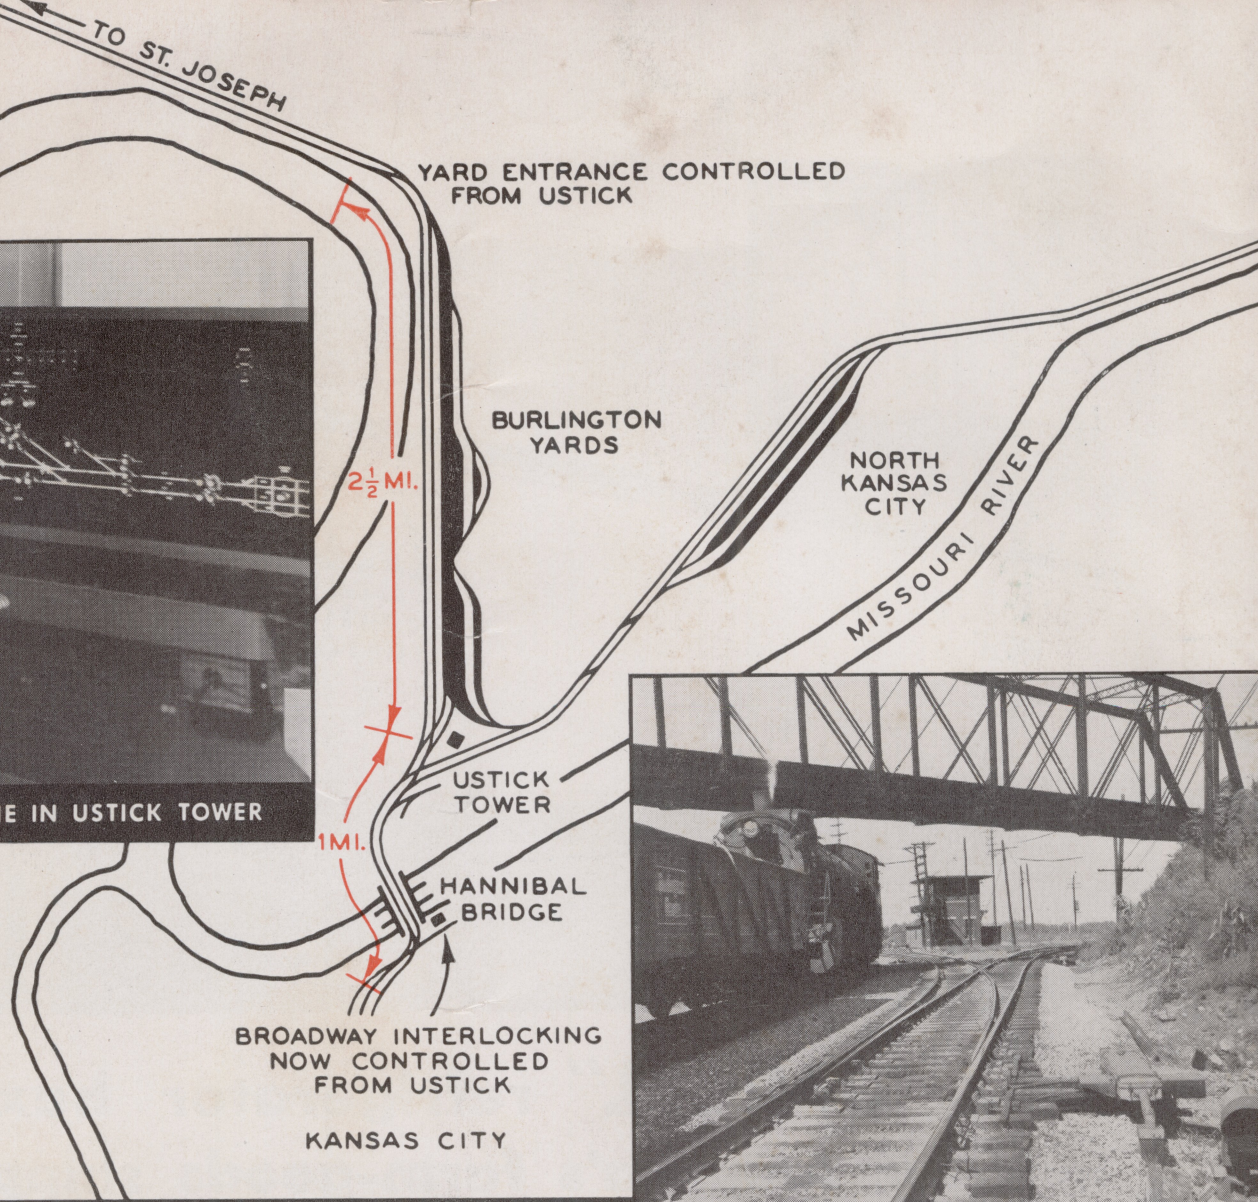 TO ST. JOSEPH
YARD ENTRANCE CONTROLLED
FROM USTICK
BURLINGTON
YARDS
2½ MI.
NORTH
KANSAS
CITY
MISSOURI RIVER
USTICK
TOWER
IN USTICK TOWER
1 MI.
HANNIBAL
BRIDGE
BROADWAY INTERLOCKING
NOW CONTROLLED
FROM USTICK
KANSAS CITY